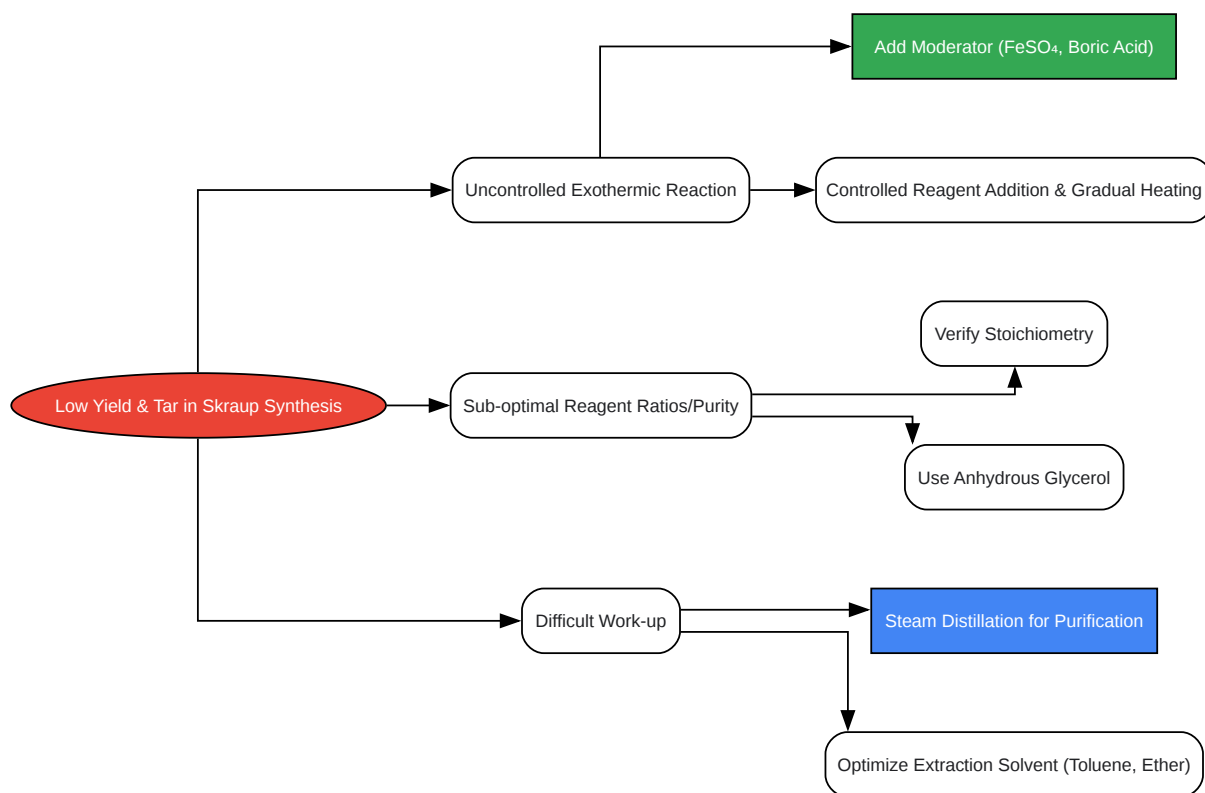 Add Moderator (FeSO₄, Boric Acid)
Uncontrolled Exothermic Reaction
Controlled Reagent Addition & Gradual Heating
Verify Stoichiometry
Low Yield & Tar in Skraup Synthesis
Sub-optimal Reagent Ratios/Purity
Use Anhydrous Glycerol
Difficult Work-up
Steam Distillation for Purification
Optimize Extraction Solvent (Toluene, Ether)